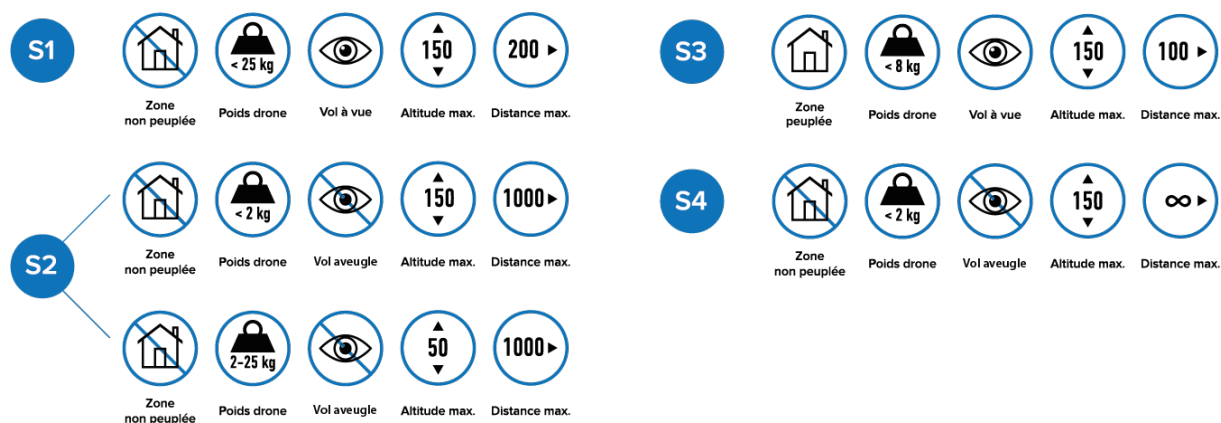 S1
< 25 kg
150
200
Zone
non peuplée
Poids drone
Vol à vue
Altitude max.
Distance max.
S2
< 2 kg
150
1000
Zone
non peuplée
Poids drone
Vol aveugle
Altitude max.
Distance max.
2-25 kg
50
1000
Zone
non peuplée
Poids drone
Vol aveugle
Altitude max.
Distance max.
S3
< 8 kg
150
100
Zone
peuplée
Poids drone
Vol à vue
Altitude max.
Distance max.
S4
< 2 kg
150
∞
Zone
non peuplée
Poids drone
Vol aveugle
Altitude max.
Distance max.